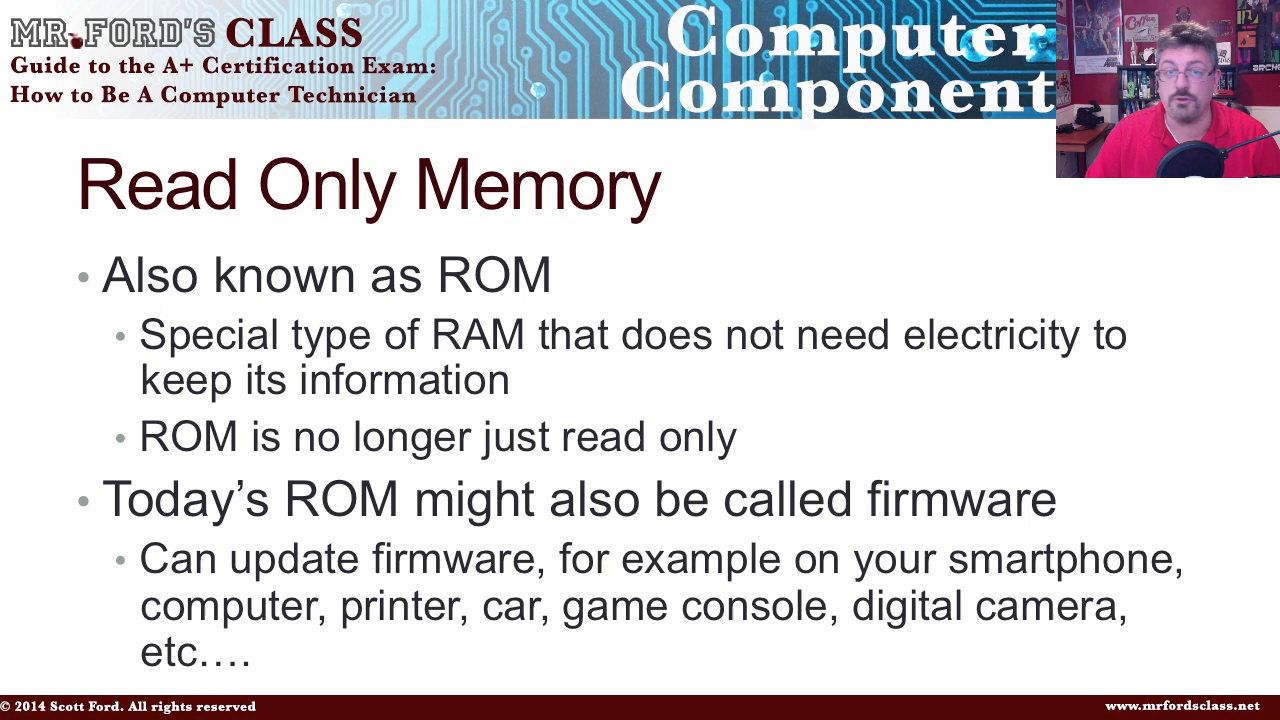 MR. FORD'S CLASS
Guide to the A+ Certification Exam:
How to Be A Computer Technician
Computer
Component
Read Only Memory
• Also known as ROM
• Special type of RAM that does not need electricity to
keep its information
• ROM is no longer just read only
• Today’s ROM might also be called firmware
• Can update firmware, for example on your smartphone,
computer, printer, car, game console, digital camera,
etc….
© 2014 Scott Ford. All rights reserved
www.mrfordsclass.net